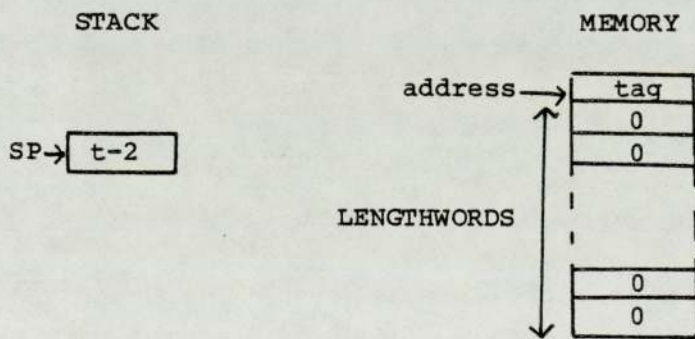 STACK
MEMORY
address
tag
0
SP
t-2
0
LENGTHWORDS
0
0